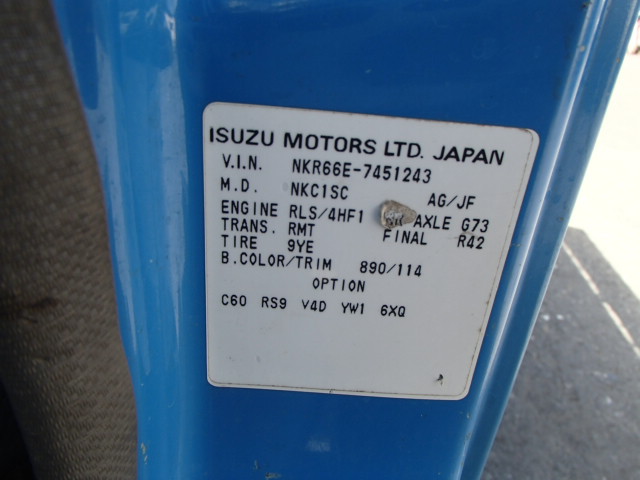 ISUZU MOTORS LTD. JAPAN
V.I.N. NKR66E-7451243
M.D. NKC1SC AG/JF
ENGINE RLS/4HF1 AXLE G73
TRANS. RMT FINAL R42
TIRE 9YE
B.COLOR/TRIM 890/114
OPTION
C60 RS9 V4D YW1 6XQ